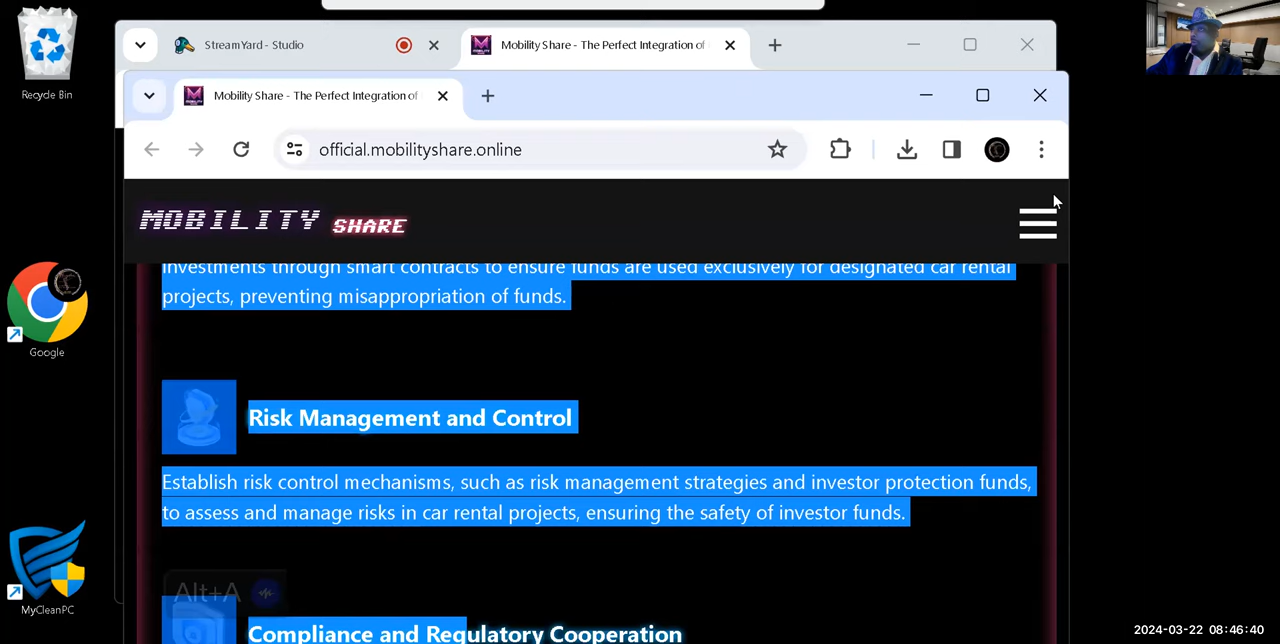 StreamYard - Studio
Mobility Share - The Perfect Integration of
Recycle Bin
Mobility Share - The Perfect Integration of
official.mobilityshare.online
MOBILITY SHARE
investments through smart contracts to ensure funds are used exclusively for designated car rental
projects, preventing misappropriation of funds.
Google
Risk Management and Control
Establish risk control mechanisms, such as risk management strategies and investor protection funds,
to assess and manage risks in car rental projects, ensuring the safety of investor funds.
Alt+A
MyCleanPC
Compliance and Regulatory Cooperation
2024-03-22 08:46:40